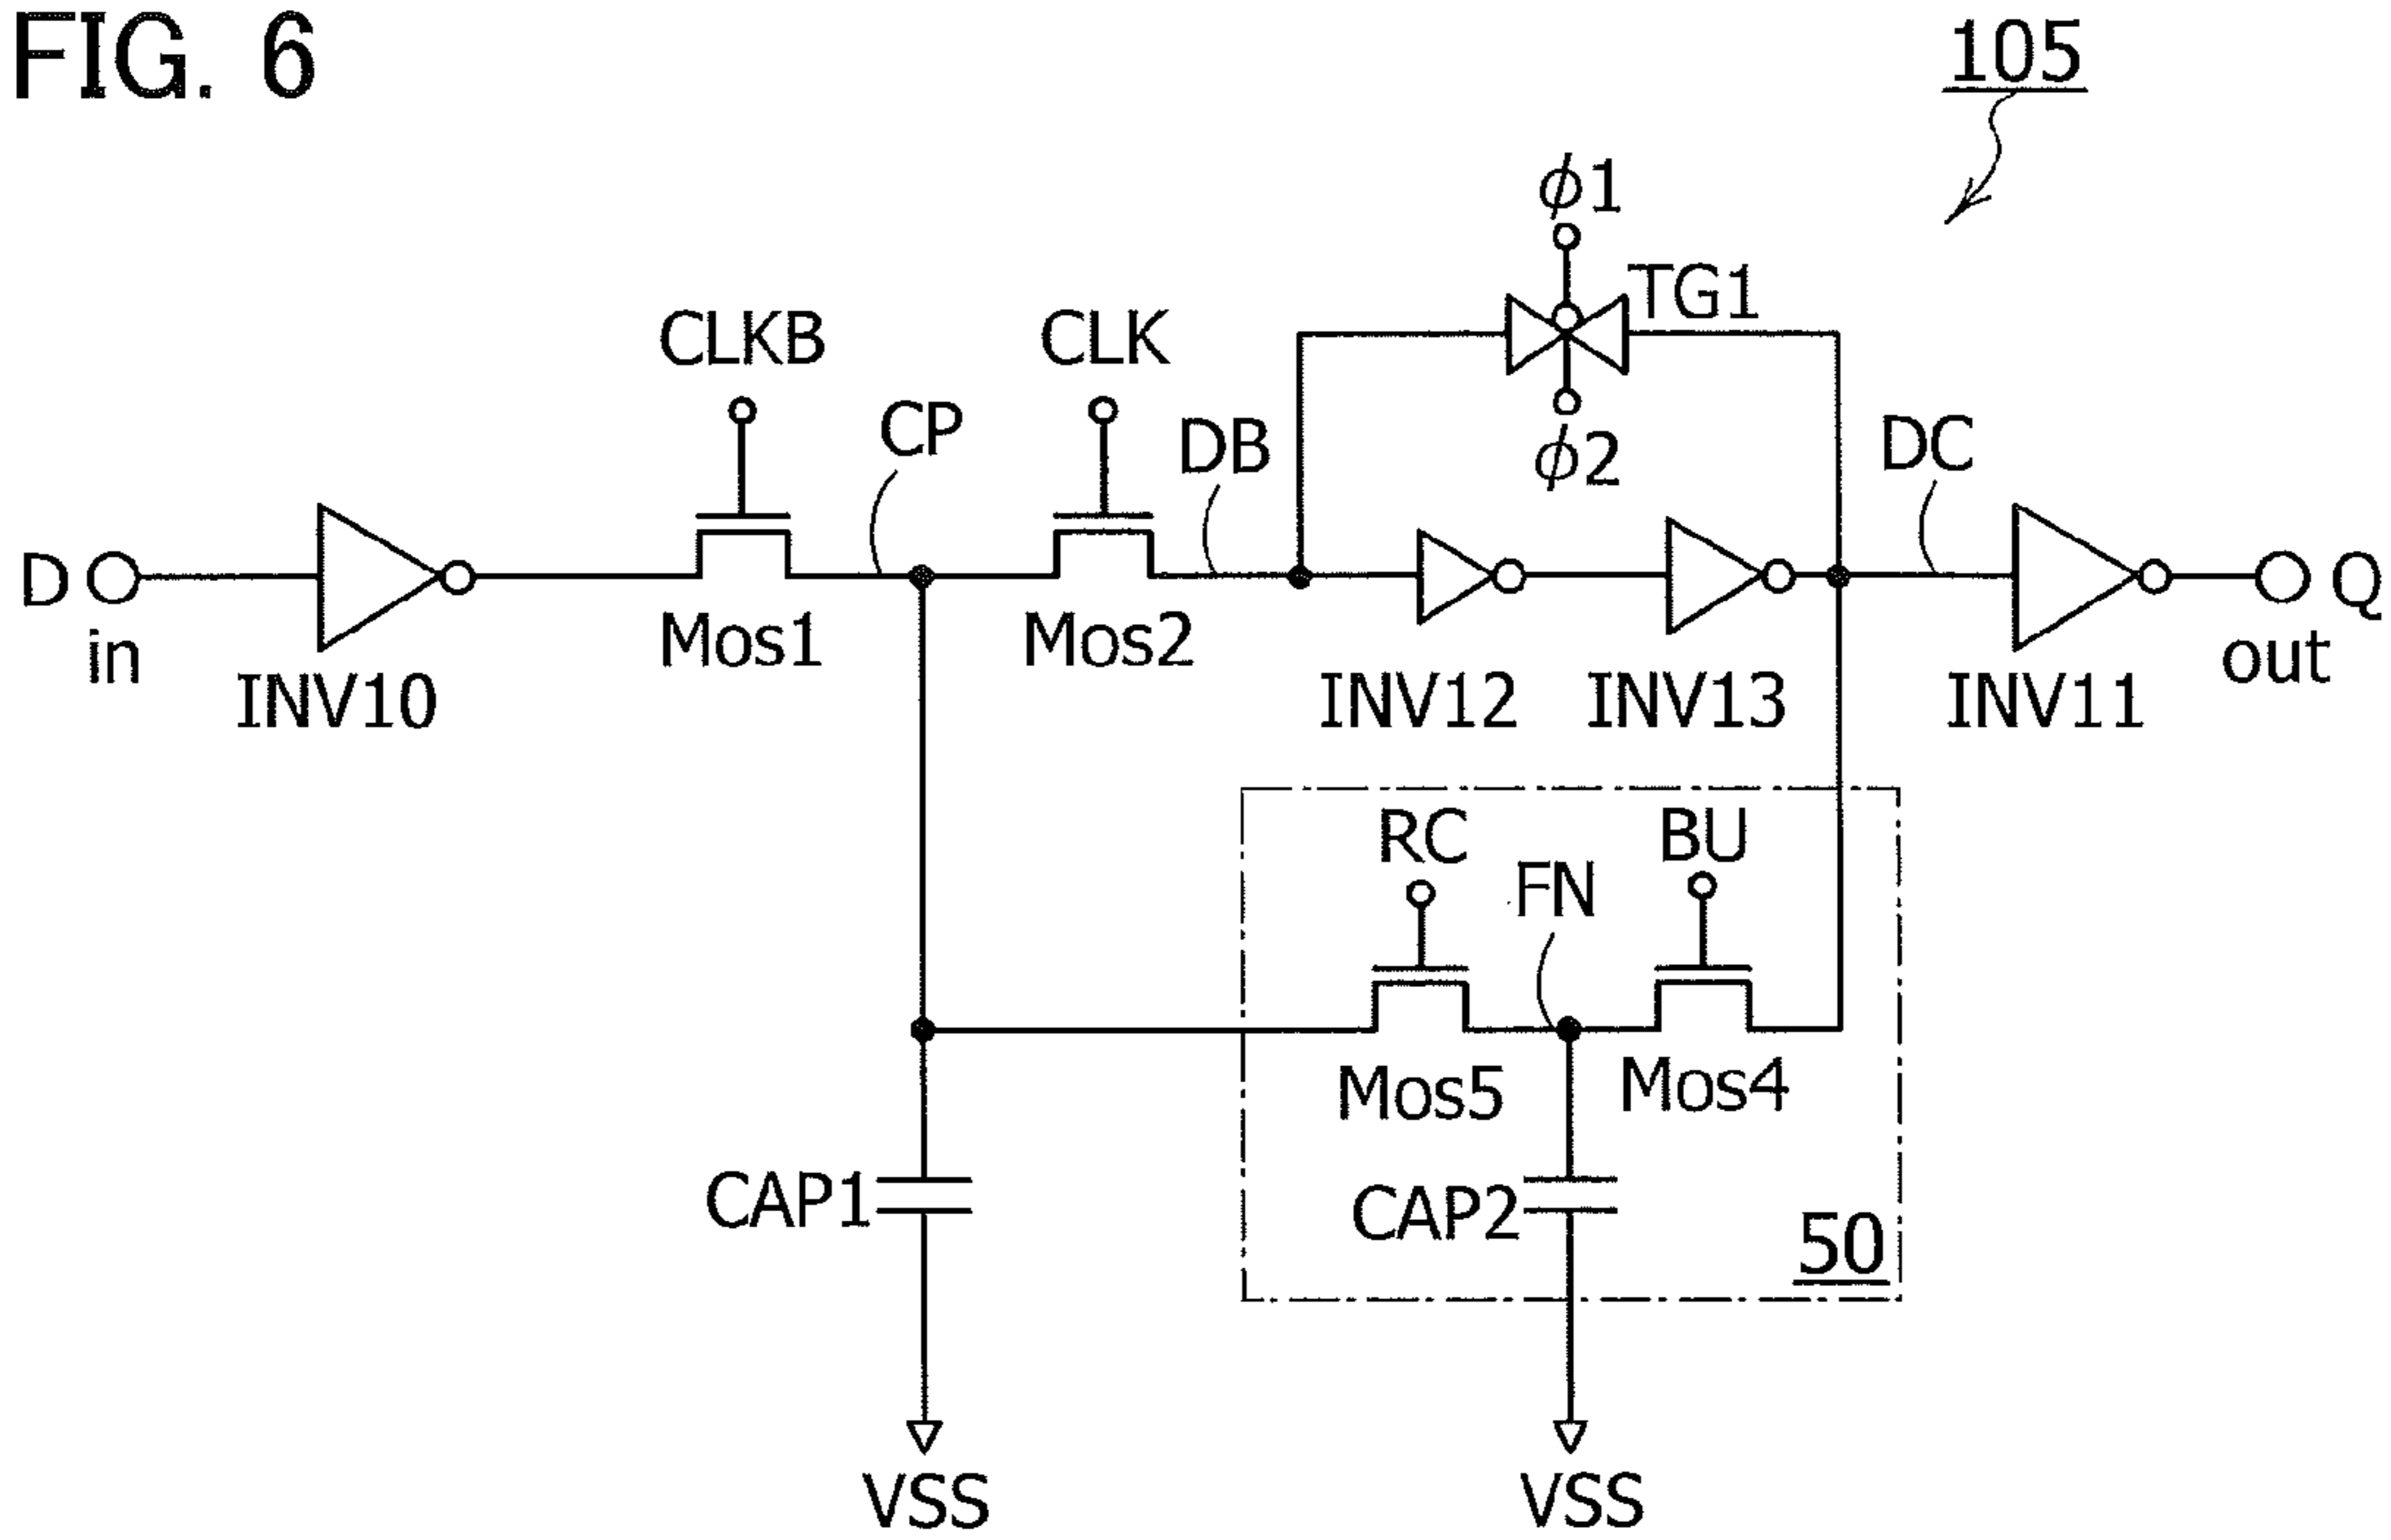 FIG. 6
105
ϕ1
TG1
CLKB
CLK
CP
DB
ϕ2
DC
D
in
INV10
Mos1
Mos2
INV12
INV13
INV11
Q
out
RC
FN
BU
Mos5
Mos4
CAP1
CAP2
50
VSS
VSS